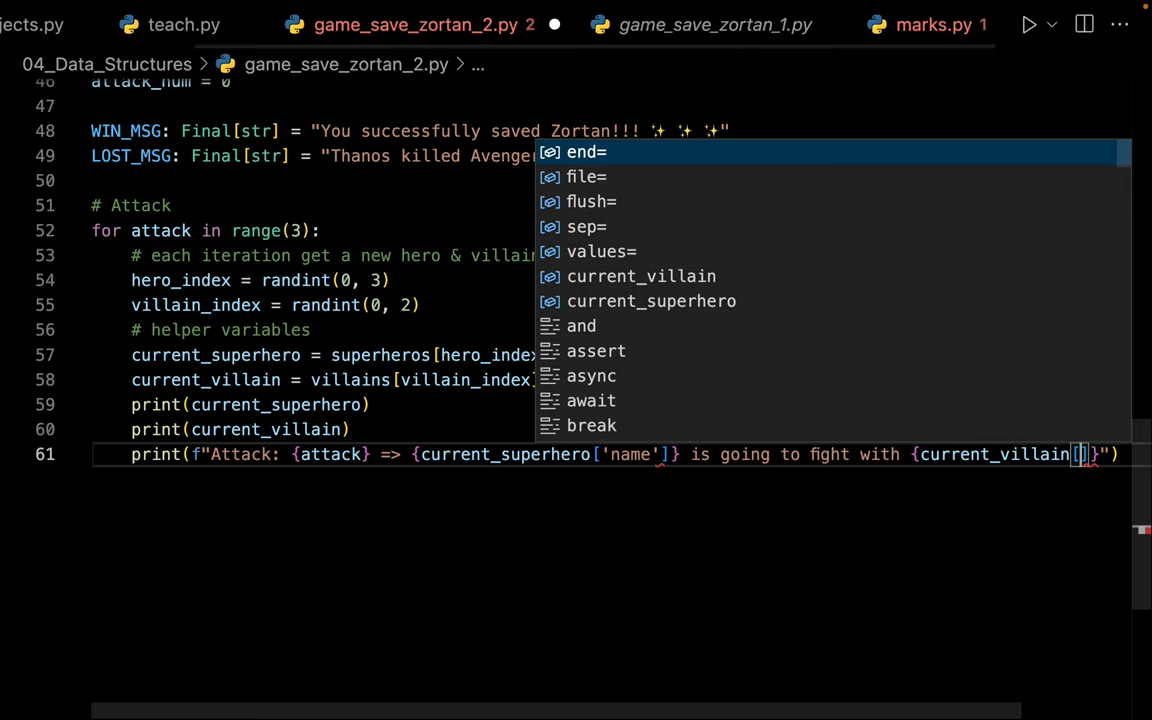 jects.py teach.py game_save_zortan_2.py 2 game_save_zortan_1.py marks.py 1
04_Data_Structures > game_save_zortan_2.py > ...
46 attack_num = 0
47
48 WIN_MSG: Final[str] = "You successfully saved Zortan!!! ✨ ✨ ✨"
49 LOST_MSG: Final[str] = "Thanos killed Avenger
50
51 # Attack
52 for attack in range(3):
53 # each iteration get a new hero & villain
54 hero_index = randint(0, 3)
55 villain_index = randint(0, 2)
56 # helper variables
57 current_superhero = superheros[hero_index
58 current_villain = villains[villain_index]
59 print(current_superhero)
60 print(current_villain)
61 print(f"Attack: {attack} => {current_superhero['name']} is going to fight with {current_villain[]}")
end=
file=
flush=
sep=
values=
current_villain
current_superhero
and
assert
async
await
break